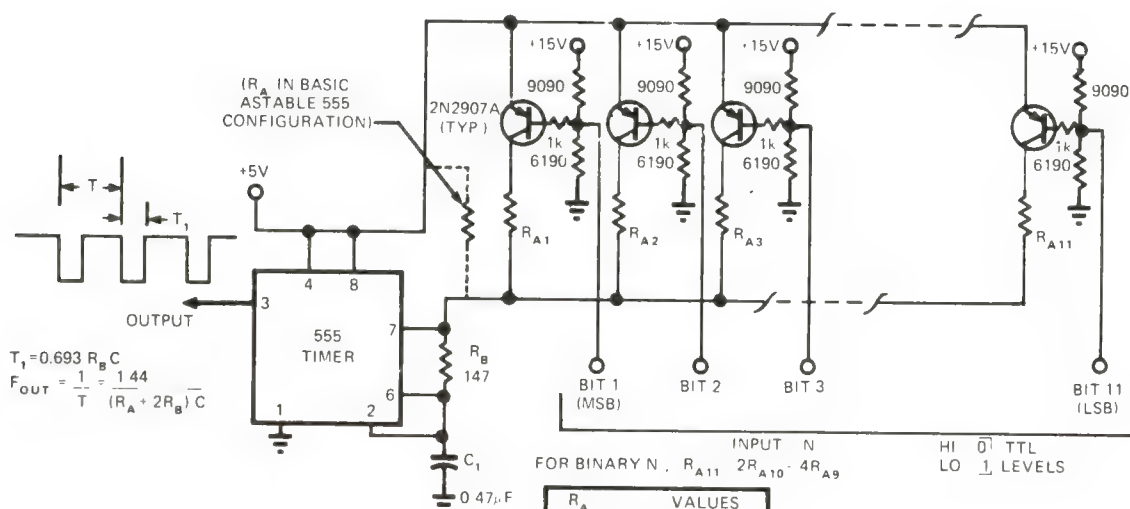 +15V +15V +15V +15V
(R_A IN BASIC
ASTABLE 555
CONFIGURATION)
9090 9090 9090 9090
2N2907A
(TYP)
1k 1k 1k 1k
6190 6190 6190 6190
+5V
T
T₁
R_A1 R_A2 R_A3 R_A11
4 8
3
OUTPUT
555
TIMER
7
R_B
147
6
1 2
T₁=0.693 R_B C
F_OUT = 1/T = 1.44/(R_A + 2R_B) C
C₁
0.47µF
BIT 1
(MSB)
BIT 2
BIT 3
BIT 11
(LSB)
INPUT N
HI 0 TTL
LO 1 LEVELS
FOR BINARY N, R_A11 2R_A10 - 4R_A9
R_A VALUES